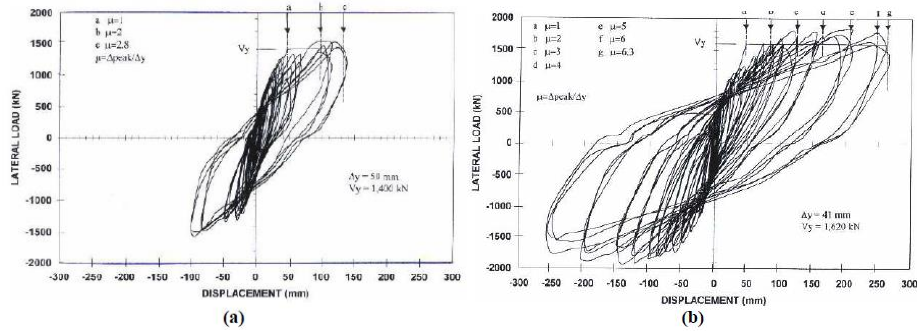 a b c
a μ=1
b μ=2
c μ=2.8
μ=Δpeak/Δy
Vy
2000
1500
1000
500
0
-500
-1000
-1500
-2000
LATERAL LOAD (kN)
Δy = 50 mm
Vy = 1,400 kN
-300 -250 -200 -150 -100 -50 0 50 100 150 200 250 300
DISPLACEMENT (mm)
(a)
a b c d e f g
a μ=1 e μ=5
b μ=2 f μ=6
c μ=3 g μ=6.3
d μ=4
μ=Δpeak/Δy
Vy
2000
1500
1000
500
0
-500
-1000
-1500
-2000
LATERAL LOAD (kN)
Δy = 41 mm
Vy = 1,620 kN
-300 -250 -200 -150 -100 -50 0 50 100 150 200 250 300
DISPLACEMENT (mm)
(b)